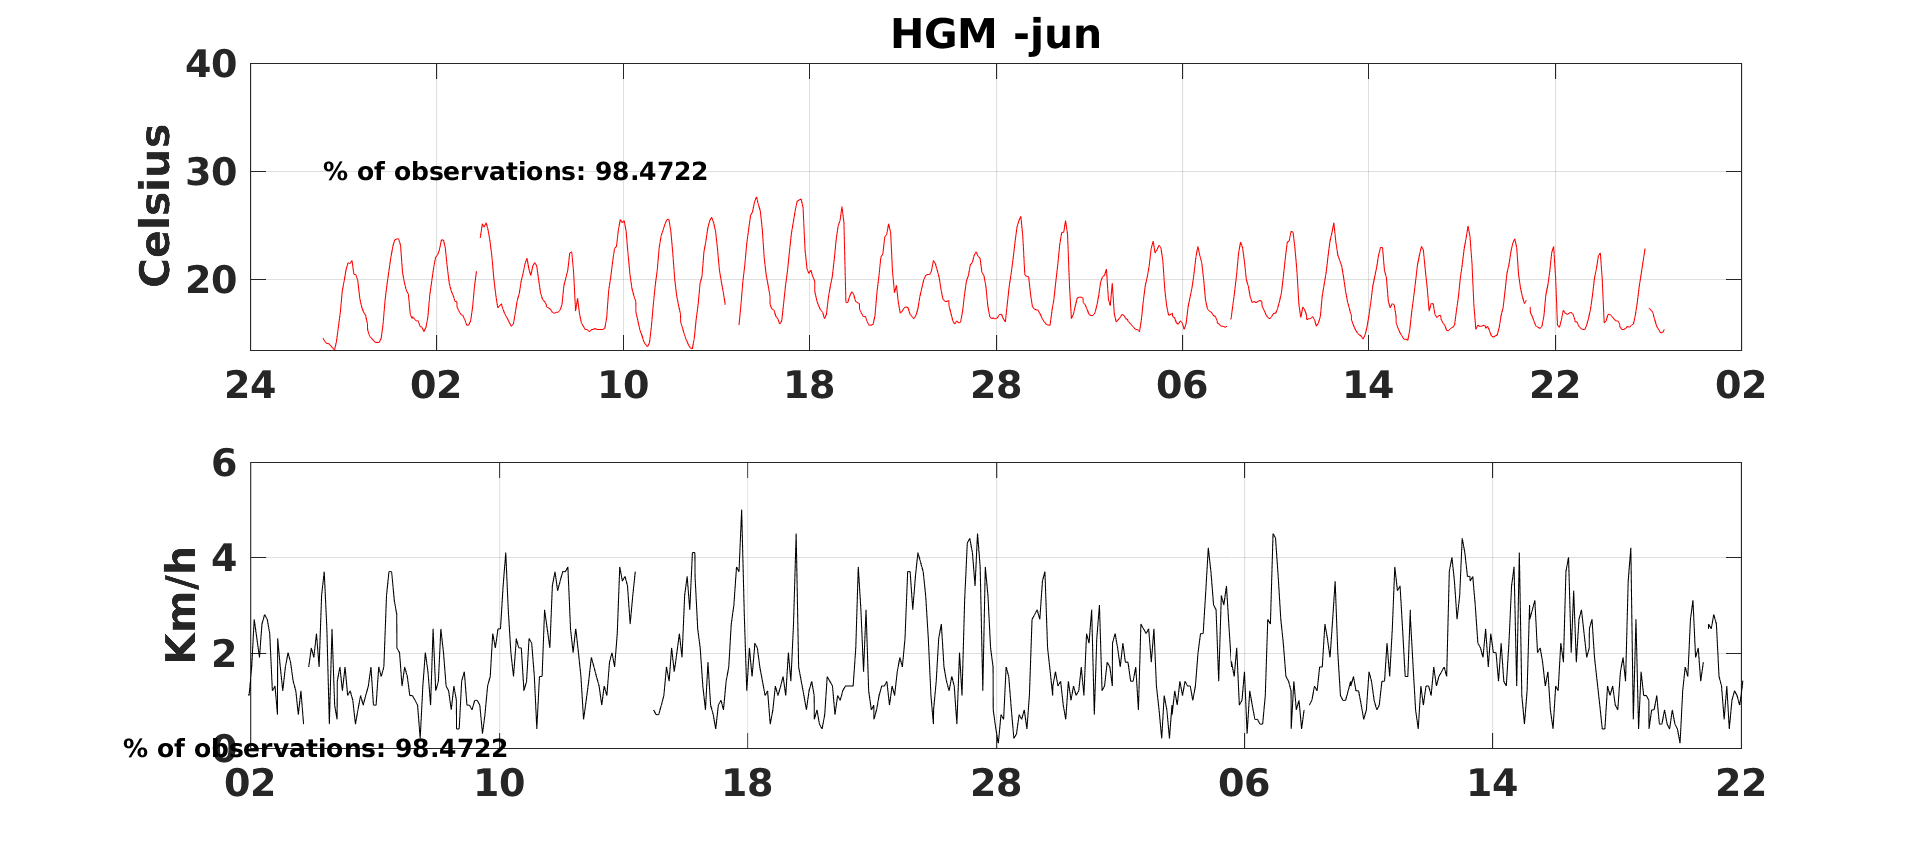 HGM -jun
40
30
20
Celsius
% of observations: 98.4722
24 02 10 18 28 06 14 22 02
6
4
2
0
Km/h
% of observations: 98.4722
02 10 18 28 06 14 22